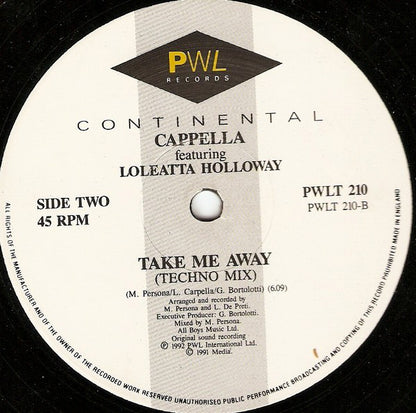 PWL
RECORDS
CONTINENTAL
CAPPELLA
featuring
LOLEATTA HOLLOWAY
SIDE TWO
45 RPM
PWLT 210
PWLT 210-B
TAKE ME AWAY
(TECHNO MIX)
(M. Persona/L. Carpella/G. Bortolotti) (6.09)
Arranged and recorded by
M. Persona and L. De Preti.
Executive Producer: G. Bortolotti.
Mixed by M. Persona.
All Boys Music Ltd.
Original sound recording
℗ 1992 PWL International Ltd.
© 1991 Media.
ALL RIGHTS OF THE MANUFACTURER AND OF THE OWNER OF THE RECORDED WORK RESERVED UNAUTHORISED PUBLIC PERFORMANCE BROADCASTING AND COPYING OF THIS RECORD PROHIBITED MADE IN ENGLAND